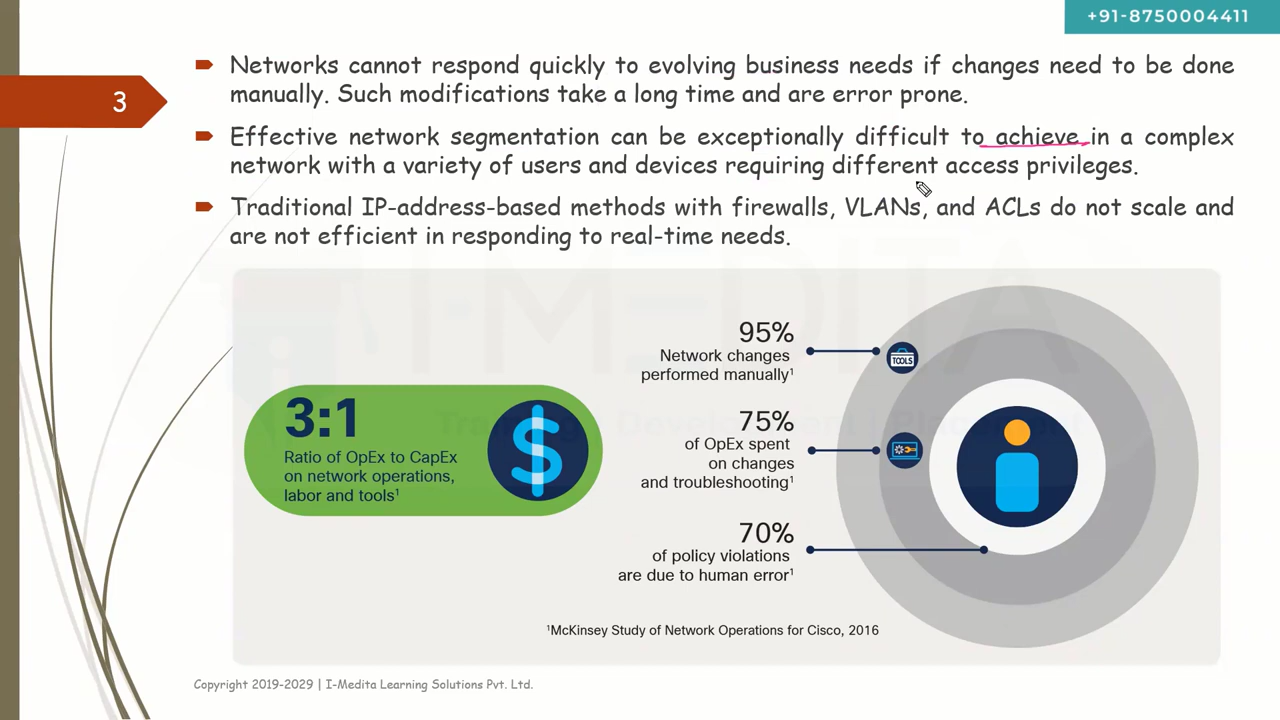 +91-8750004411
3
Networks cannot respond quickly to evolving business needs if changes need to be done
manually. Such modifications take a long time and are error prone.
Effective network segmentation can be exceptionally difficult to achieve in a complex
network with a variety of users and devices requiring different access privileges.
Traditional IP-address-based methods with firewalls, VLANs, and ACLs do not scale and
are not efficient in responding to real-time needs.
I-MEDITA
Training | Development | Placement
3:1
Ratio of OpEx to CapEx
on network operations,
labor and tools¹
$
95%
Network changes
performed manually¹
TOOLS
75%
of OpEx spent
on changes
and troubleshooting¹
70%
of policy violations
are due to human error¹
¹McKinsey Study of Network Operations for Cisco, 2016
Copyright 2019-2029 | I-Medita Learning Solutions Pvt. Ltd.